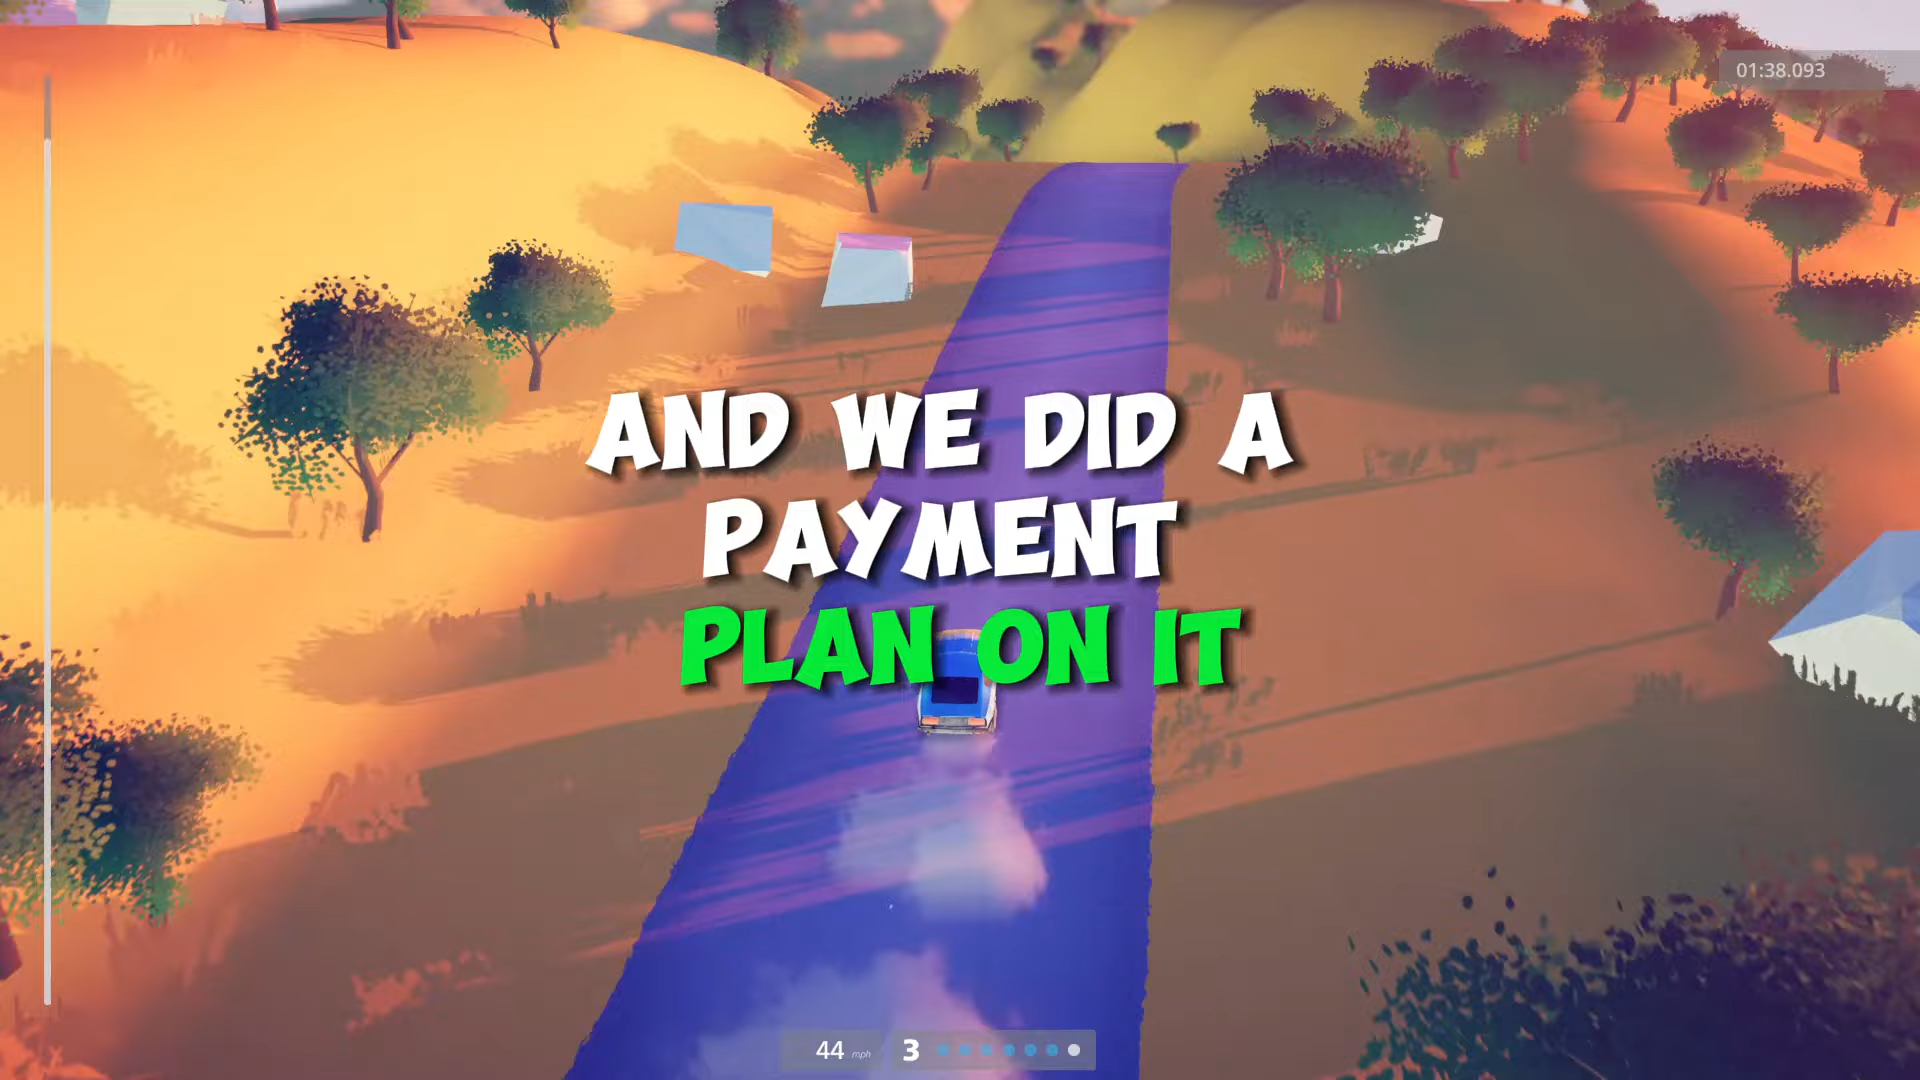 01:38.093
AND WE DID A
PAYMENT
PLAN ON IT
44 mph 3